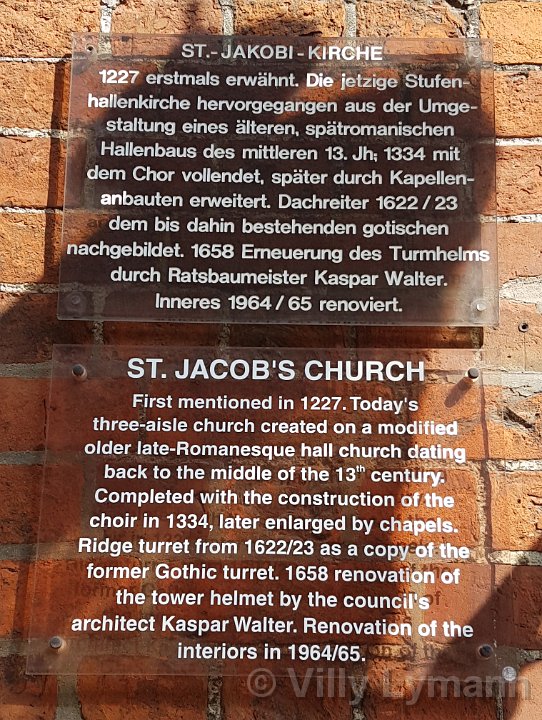 ST.-JAKOBI-KIRCHE
1227 erstmals erwähnt. Die jetzige Stufen-
hallenkirche hervorgegangen aus der Umge-
staltung eines älteren, spätromanischen
Hallenbaus des mittleren 13. Jh; 1334 mit
dem Chor vollendet, später durch Kapellen-
anbauten erweitert. Dachreiter 1622/23
dem bis dahin bestehenden gotischen
nachgebildet. 1658 Erneuerung des Turmhelms
durch Ratsbaumeister Kaspar Walter.
Inneres 1964/65 renoviert.
ST. JACOB'S CHURCH
First mentioned in 1227. Today's
three-aisle church created on a modified
older late-Romanesque hall church dating
back to the middle of the 13th century.
Completed with the construction of the
choir in 1334, later enlarged by chapels.
Ridge turret from 1622/23 as a copy of the
former Gothic turret. 1658 renovation of
the tower helmet by the council's
architect Kaspar Walter. Renovation of the
interiors in 1964/65.
© Villy Lymann